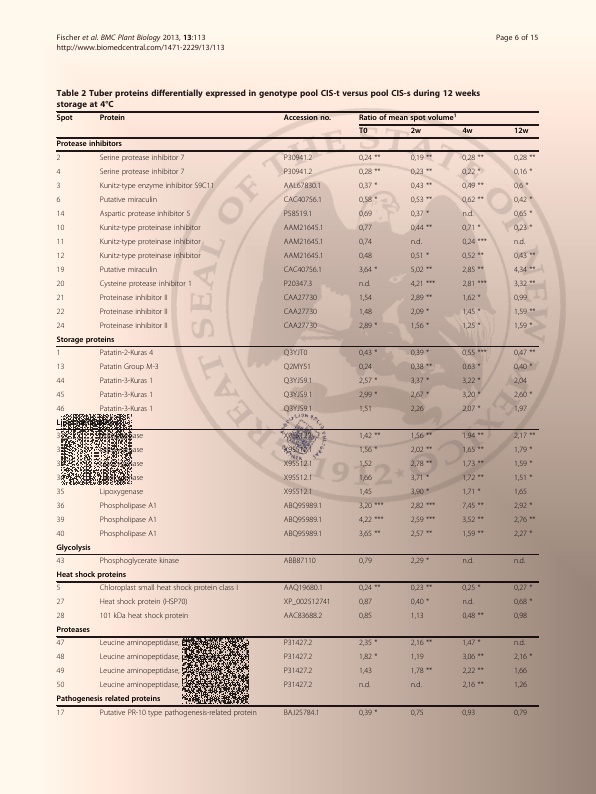 Fischer et al. BMC Plant Biology 2013, 13:113 Page 6 of 15
http://www.biomedcentral.com/1471-2229/13/113
Table 2 Tuber proteins differentially expressed in genotype pool CIS-t versus pool CIS-s during 12 weeks
storage at 4°C
Spot Protein Accession no. Ratio of mean spot volume1
T0 2w 4w 12w
Protease inhibitors
2 Serine protease inhibitor 7 P30941.2 0,24 ** 0,19 ** 0,28 ** 0,28 **
4 Serine protease inhibitor 7 P30941.2 0,28 ** 0,23 ** 0,22 * 0,16 *
3 Kunitz-type enzyme inhibitor S9C11 AAL67830.1 0,37 * 0,43 ** 0,49 ** 0,6 *
6 Putative miraculin CAC40756.1 0,58 * 0,53 ** 0,62 ** 0,42 *
14 Aspartic protease inhibitor 5 P58519.1 0,69 0,37 * n.d. 0,65 *
10 Kunitz-type proteinase inhibitor AAM21645.1 0,77 0,44 ** 0,71 * 0,23 *
11 Kunitz-type proteinase inhibitor AAM21645.1 0,74 n.d. 0,24 *** n.d.
12 Kunitz-type proteinase inhibitor AAM21645.1 0,48 0,51 * 0,52 ** 0,43 **
19 Putative miraculin CAC40756.1 3,64 * 5,02 ** 2,85 ** 4,34 **
20 Cysteine protease inhibitor 1 P20347.3 n.d. 4,21 *** 2,81 *** 3,32 **
21 Proteinase inhibitor II CAA27730 1,54 2,89 ** 1,62 * 0,99
22 Proteinase inhibitor II CAA27730 1,48 2,09 * 1,45 * 1,59 **
24 Proteinase inhibitor II CAA27730 2,89 * 1,56 * 1,25 * 1,59 *
Storage proteins
1 Patatin-2-Kuras 4 Q3YJT0 0,43 * 0,39 * 0,55 *** 0,47 **
13 Patatin Group M-3 Q2MY51 0,24 0,38 ** 0,63 * 0,40 *
44 Patatin-3-Kuras 1 Q3YJS9.1 2,57 * 3,37 * 3,22 * 2,04
45 Patatin-3-Kuras 1 Q3YJS9.1 2,99 * 2,67 * 3,20 * 2,60 *
46 Patatin-3-Kuras 1 Q3YJS9.1 1,51 2,26 2,07 * 1,97
1,42 ** 1,56 ** 1,94 ** 2,17 **
1,56 * 2,02 ** 1,65 ** 1,79 *
X95512.1 1,52 2,78 ** 1,73 ** 1,59 *
X95512.1 1,66 3,71 * 1,72 ** 1,51 *
35 Lipoxygenase X95512.1 1,45 3,90 * 1,71 * 1,65
36 Phospholipase A1 ABQ95989.1 3,20 *** 2,82 *** 7,45 ** 2,92 *
39 Phospholipase A1 ABQ95989.1 4,22 *** 2,59 *** 3,52 ** 2,76 **
40 Phospholipase A1 ABQ95989.1 3,65 ** 2,57 ** 1,59 ** 2,27 *
Glycolysis
43 Phosphoglycerate kinase ABB87110 0,79 2,29 * n.d. n.d.
Heat shock proteins
5 Chloroplast small heat shock protein class I AAQ19680.1 0,24 ** 0,23 ** 0,25 * 0,27 *
27 Heat shock protein (HSP70) XP_002512741 0,87 0,40 * n.d. 0,68 *
28 101 kDa heat shock protein AAC83688.2 0,85 1,13 0,48 ** 0,98
Proteases
47 Leucine aminopeptidase, P31427.2 2,35 * 2,16 ** 1,47 * n.d.
48 Leucine aminopeptidase, P31427.2 1,82 * 1,19 3,06 ** 2,16 *
49 Leucine aminopeptidase, P31427.2 1,43 1,78 ** 2,22 ** 1,66
50 Leucine aminopeptidase, P31427.2 n.d. n.d. 2,16 ** 1,26
Pathogenesis related proteins
17 Putative PR-10 type pathogenesis-related protein BAJ25784.1 0,39 * 0,75 0,93 0,79
GREAT SEAL OF THE STATE OF NEW MEXICO
1912